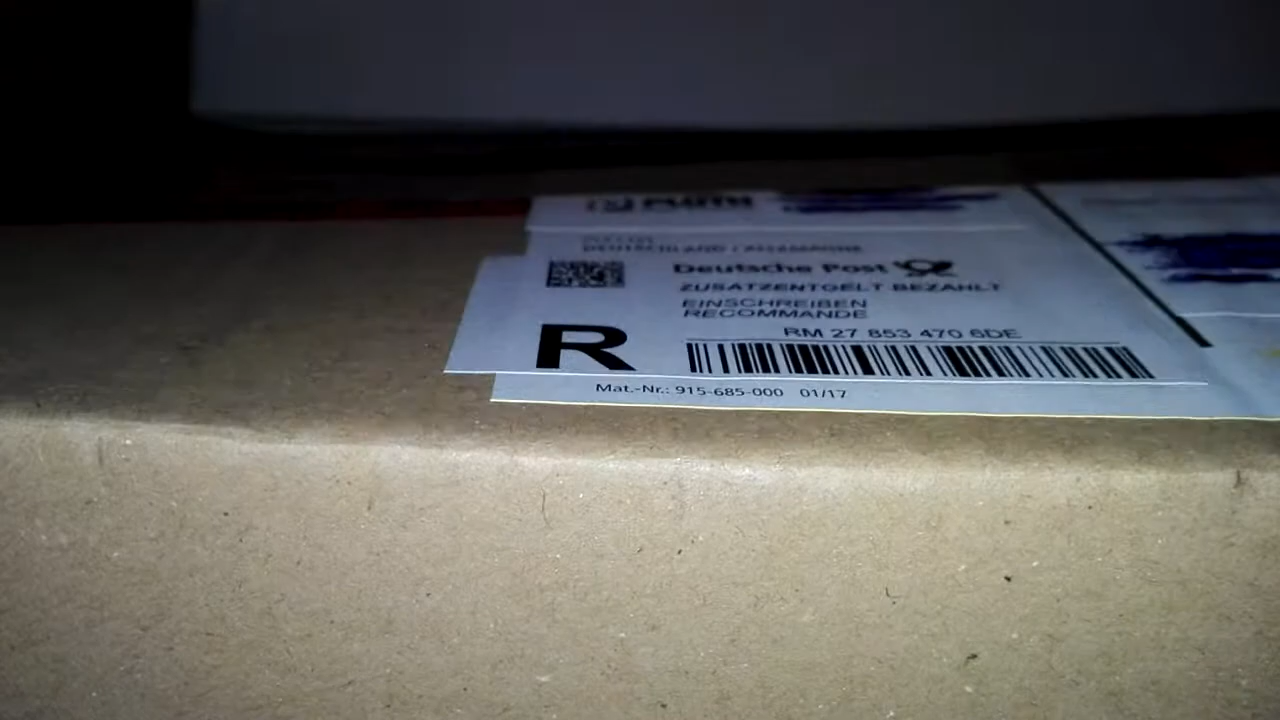 Deutsche Post
ZUSATZENTGELT BEZAHLT
EINSCHREIBEN
RECOMMANDE
RM 27 853 470 6DE
R
Mat.-Nr.: 915-685-000 01/17